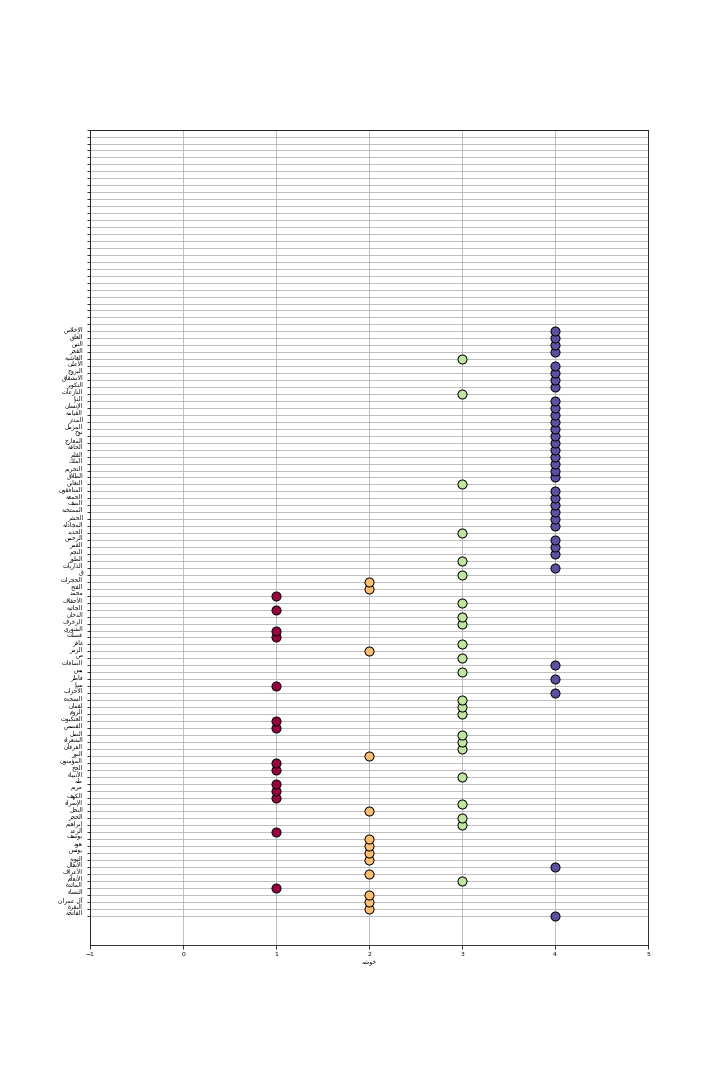 الإخلاص
العلق
التين
الفجر
الغاشية
الأعلى
البروج
الانشقاق
التكوير
النازعات
النبأ
الإنسان
القيامة
المدثر
المزمل
نوح
المعارج
الحاقة
القلم
الملك
التحريم
الطلاق
التغابن
المنافقون
الجمعة
الصف
الممتحنة
الحشر
المجادلة
الحديد
الرحمن
القمر
النجم
الطور
الذاريات
ق
الحجرات
الفتح
محمد
الأحقاف
الجاثية
الدخان
الزخرف
الشورى
فصلت
غافر
الزمر
ص
الصافات
يس
فاطر
سبأ
الأحزاب
السجدة
لقمان
الروم
العنكبوت
القصص
النمل
الشعراء
الفرقان
النور
المؤمنون
الحج
الأنبياء
طه
مريم
الكهف
الإسراء
النحل
الحجر
إبراهيم
الرعد
يوسف
هود
يونس
التوبة
الأنفال
الأعراف
الأنعام
المائدة
النساء
آل عمران
البقرة
الفاتحة
−1 0 1 2 3 4 5
خوشه